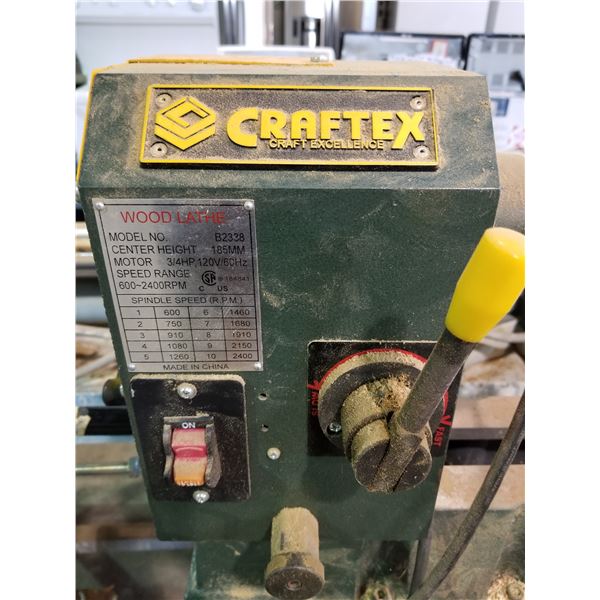 CRAFTEX
CRAFT EXCELLENCE
WOOD LATHE
MODEL NO. B2338
CENTER HEIGHT 185MM
MOTOR 3/4HP,120V/60Hz
SPEED RANGE
600~2400RPM
C US
SPINDLE SPEED (R.P.M.)
1 600 6 1460
2 750 7 1680
3 910 8 1910
4 1080 9 2150
5 1260 10 2400
MADE IN CHINA
ON
SLOW
FAST